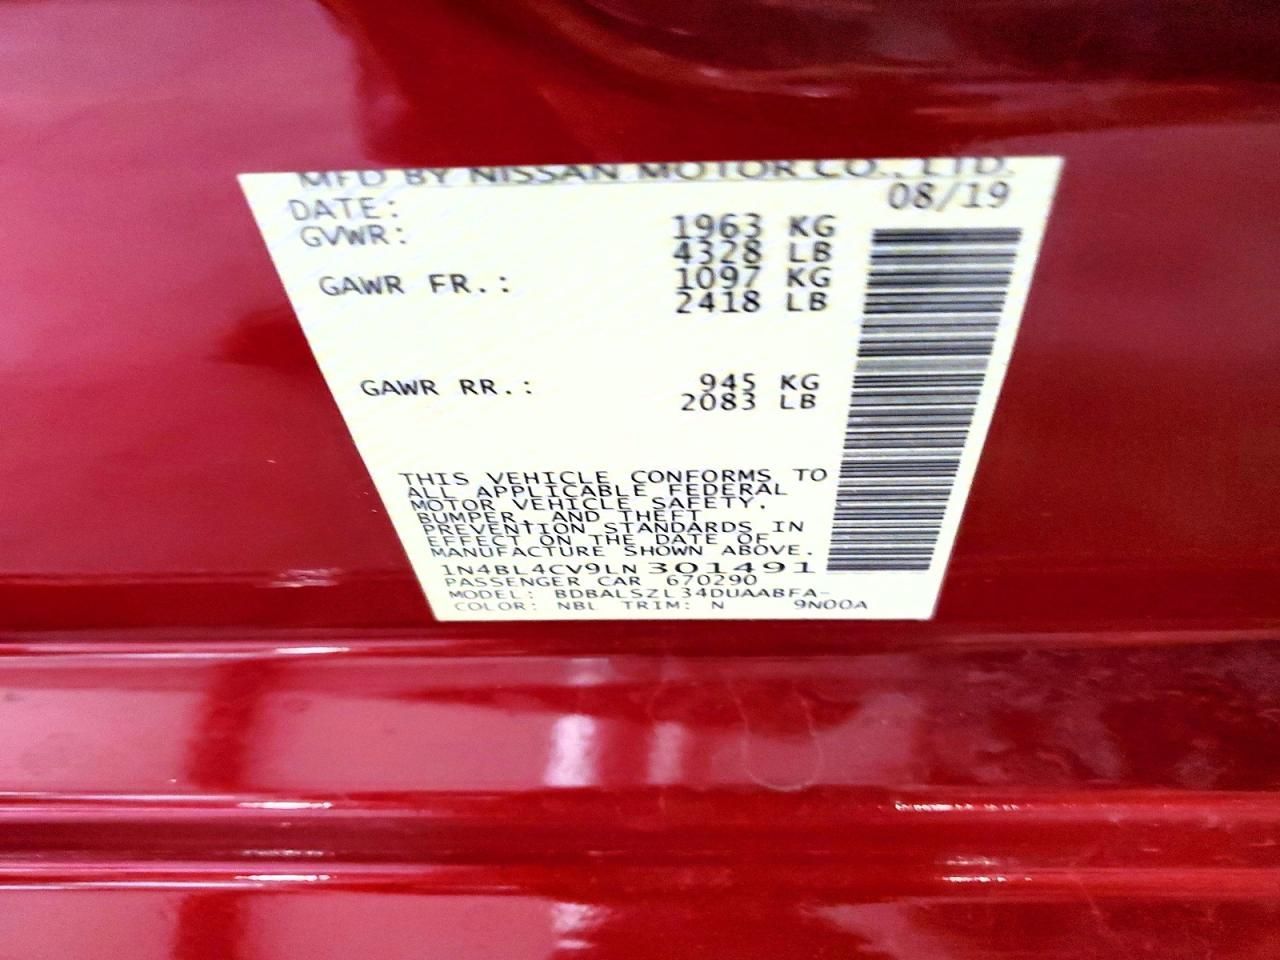 MFD BY NISSAN MOTOR CO., LTD.
DATE: 08/19
GVWR: 1963 KG
4328 LB
GAWR FR.: 1097 KG
2418 LB
GAWR RR.: 945 KG
2083 LB
THIS VEHICLE CONFORMS TO
ALL APPLICABLE FEDERAL
MOTOR VEHICLE SAFETY.
BUMPER, AND THEFT
PREVENTION STANDARDS IN
EFFECT ON THE DATE OF
MANUFACTURE SHOWN ABOVE.
1N4BL4CV9LN301491
PASSENGER CAR 670290
MODEL: BDBALSZL34DUAABFA-
COLOR: NBL TRIM: N 9N00A